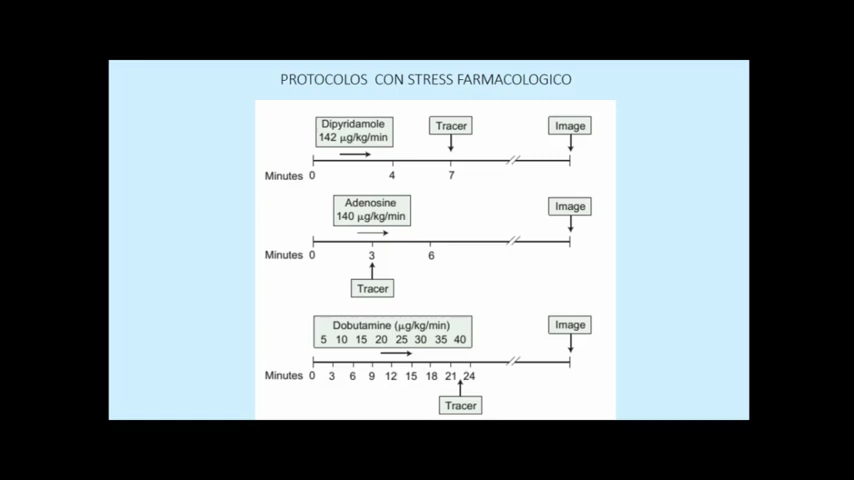 PROTOCOLOS CON STRESS FARMACOLOGICO
Dipyridamole
142 µg/kg/min
Tracer
Image
Minutes 0 4 7
Adenosine
140 µg/kg/min
Image
Minutes 0 3 6
Tracer
Dobutamine (µg/kg/min)
5 10 15 20 25 30 35 40
Image
Minutes 0 3 6 9 12 15 18 21 24
Tracer